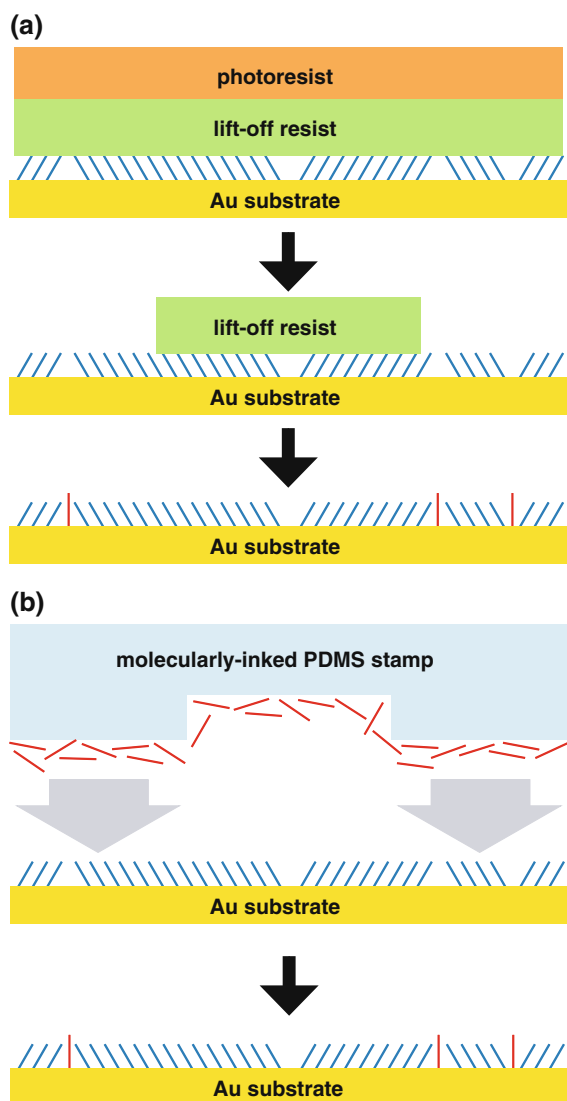 (a)
photoresist
lift-off resist
Au substrate
lift-off resist
Au substrate
Au substrate
(b)
molecularly-inked PDMS stamp
Au substrate
Au substrate